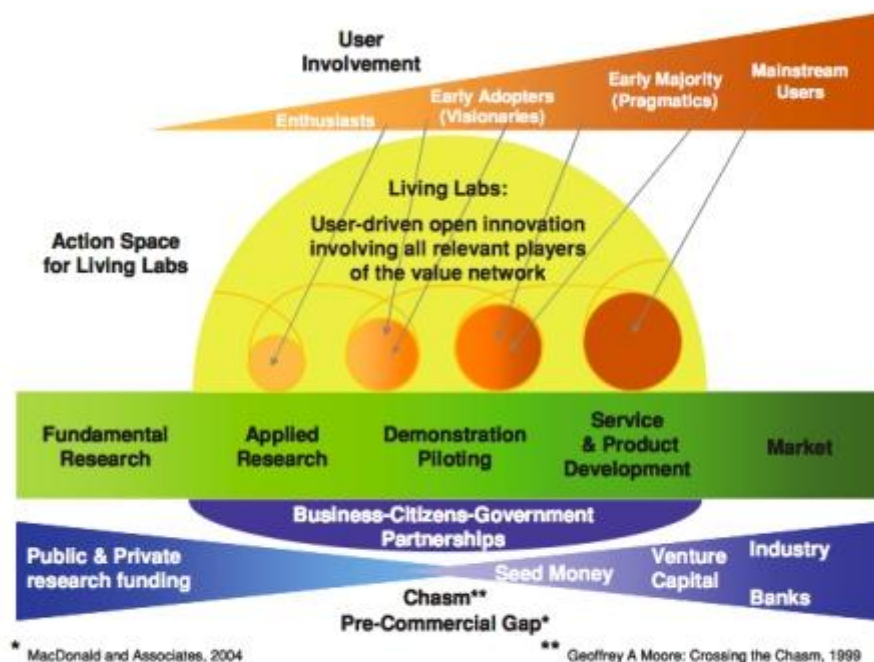 User
Involvement
Enthusiasts
Early Adopters
(Visionaries)
Early Majority
(Pragmatics)
Mainstream
Users
Living Labs:
User-driven open innovation
involving all relevant players
of the value network
Action Space
for Living Labs
Fundamental
Research
Applied
Research
Demonstration
Piloting
Service
& Product
Development
Market
Business-Citizens-Government
Partnerships
Public & Private
research funding
Seed Money
Venture
Capital
Industry
Banks
Chasm**
Pre-Commercial Gap*
* MacDonald and Associates, 2004
** Geoffrey A Moore: Crossing the Chasm, 1999